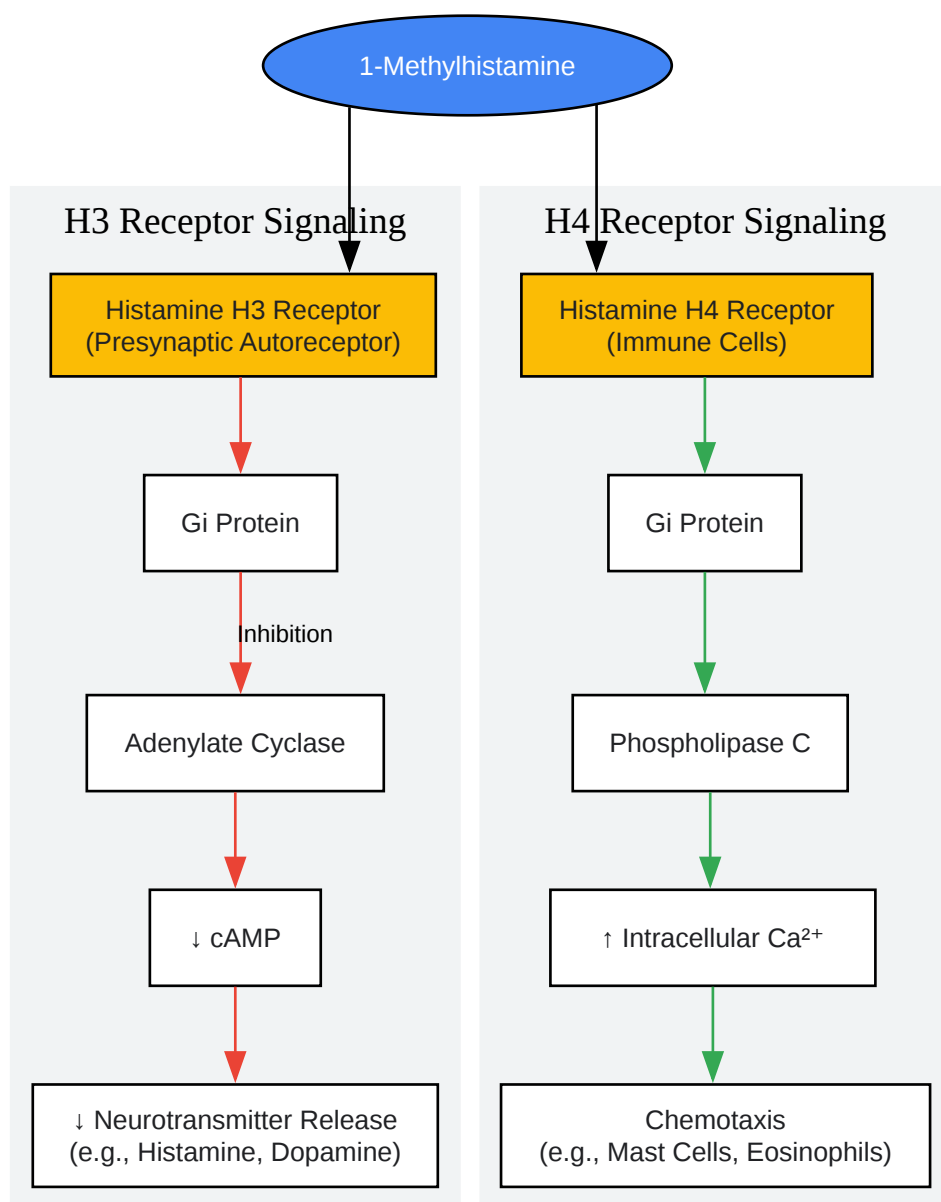 1-Methylhistamine
H3 Receptor Signaling
Histamine H3 Receptor
(Presynaptic Autoreceptor)
Gi Protein
Inhibition
Adenylate Cyclase
↓ cAMP
↓ Neurotransmitter Release
(e.g., Histamine, Dopamine)
H4 Receptor Signaling
Histamine H4 Receptor
(Immune Cells)
Gi Protein
Phospholipase C
↑ Intracellular Ca²⁺
Chemotaxis
(e.g., Mast Cells, Eosinophils)